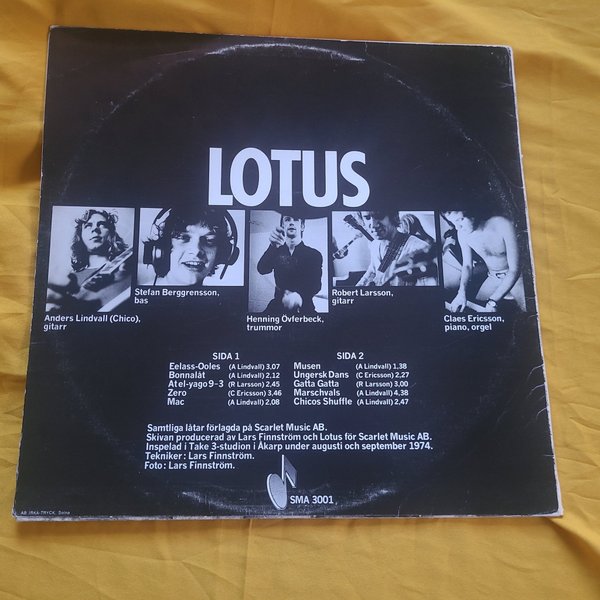 LOTUS
Anders Lindvall (Chico),
gitarr
Stefan Berggrensson,
bas
Henning Övferbeck,
trummor
Robert Larsson,
gitarr
Claes Ericsson,
piano, orgel
SIDA 1
Eelass-Ooles (A Lindvall) 3,07
Bonnalåt (A Lindvall) 2,12
Atel-yago 9-3 (R Larsson) 2,45
Zero (C Ericsson) 3,46
Mac (A Lindvall) 2,08
SIDA 2
Musen (A Lindvall) 1,38
Ungersk Dans (C Ericsson) 2,27
Gatta Gatta (R Larsson) 3,00
Marschvals (A Lindvall) 4,38
Chicos Shuffle (A Lindvall) 2,47
Samtliga låtar förlagda på Scarlet Music AB.
Skivan producerad av Lars Finnström och Lotus för Scarlet Music AB.
Inspelad i Take 3-studion i Åkarp under augusti och september 1974.
Tekniker: Lars Finnström.
Foto: Lars Finnström.
SMA 3001
AB IRKA-TRYCK, Solna